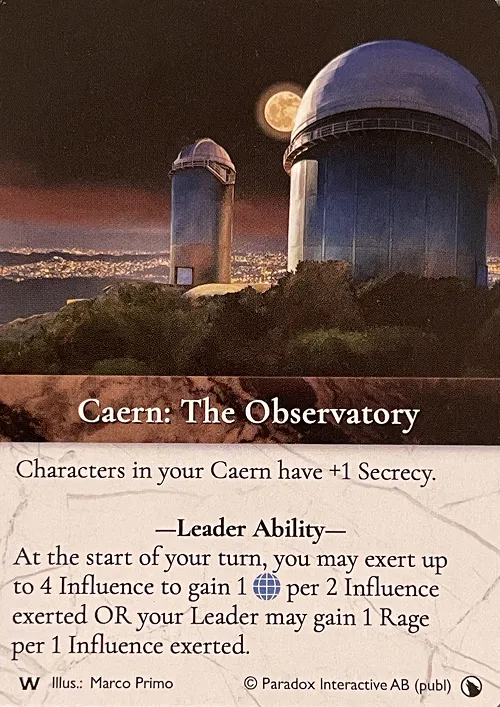 Caern: The Observatory
Characters in your Caern have +1 Secrecy.
—Leader Ability—
At the start of your turn, you may exert up
to 4 Influence to gain 1 per 2 Influence
exerted OR your Leader may gain 1 Rage
per 1 Influence exerted.
W Illus.: Marco Primo © Paradox Interactive AB (publ)